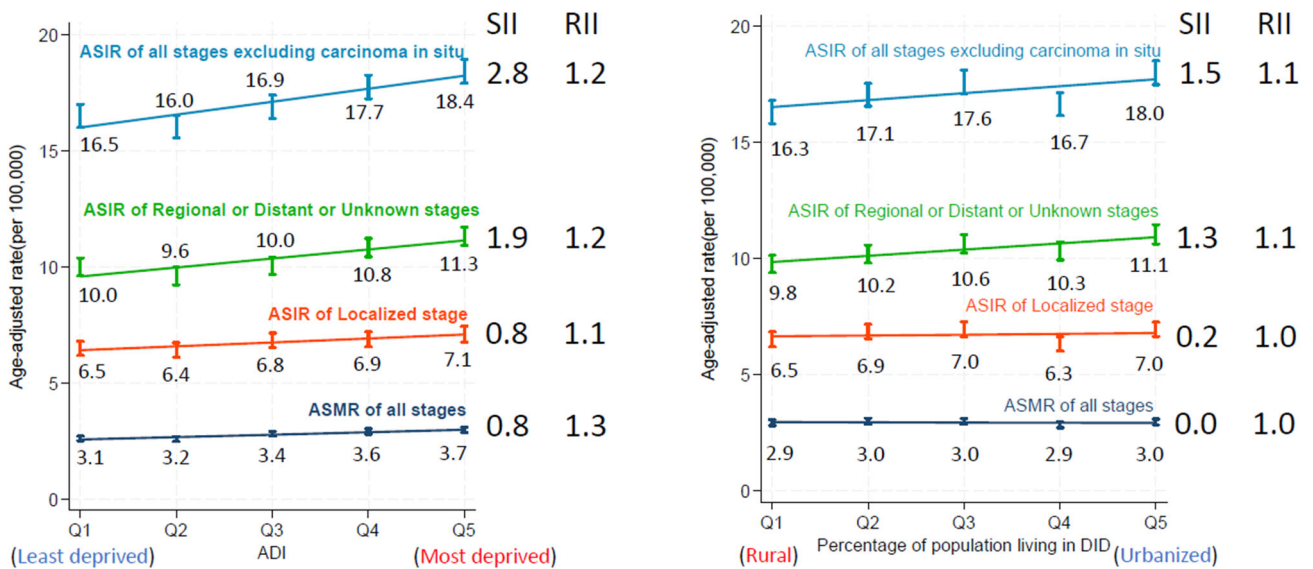 SII RII
20
ASIR of all stages excluding carcinoma in situ
2.8 1.2
16.5 16.0 16.9 17.7 18.4
15
ASIR of Regional or Distant or Unknown stages
1.9 1.2
10.0 9.6 10.0 10.8 11.3
10
ASIR of Localized stage
0.8 1.1
6.5 6.4 6.8 6.9 7.1
5
ASMR of all stages
0.8 1.3
3.1 3.2 3.4 3.6 3.7
0
Age-adjusted rate(per 100,000)
Q1 Q2 Q3 Q4 Q5
(Least deprived) ADI (Most deprived)
SII RII
20
ASIR of all stages excluding carcinoma in situ
1.5 1.1
16.3 17.1 17.6 16.7 18.0
15
ASIR of Regional or Distant or Unknown stages
1.3 1.1
9.8 10.2 10.6 10.3 11.1
10
ASIR of Localized stage
0.2 1.0
6.5 6.9 7.0 6.3 7.0
5
ASMR of all stages
0.0 1.0
2.9 3.0 3.0 2.9 3.0
0
Age-adjusted rate(per 100,000)
Q1 Q2 Q3 Q4 Q5
(Rural) Percentage of population living in DID (Urbanized)